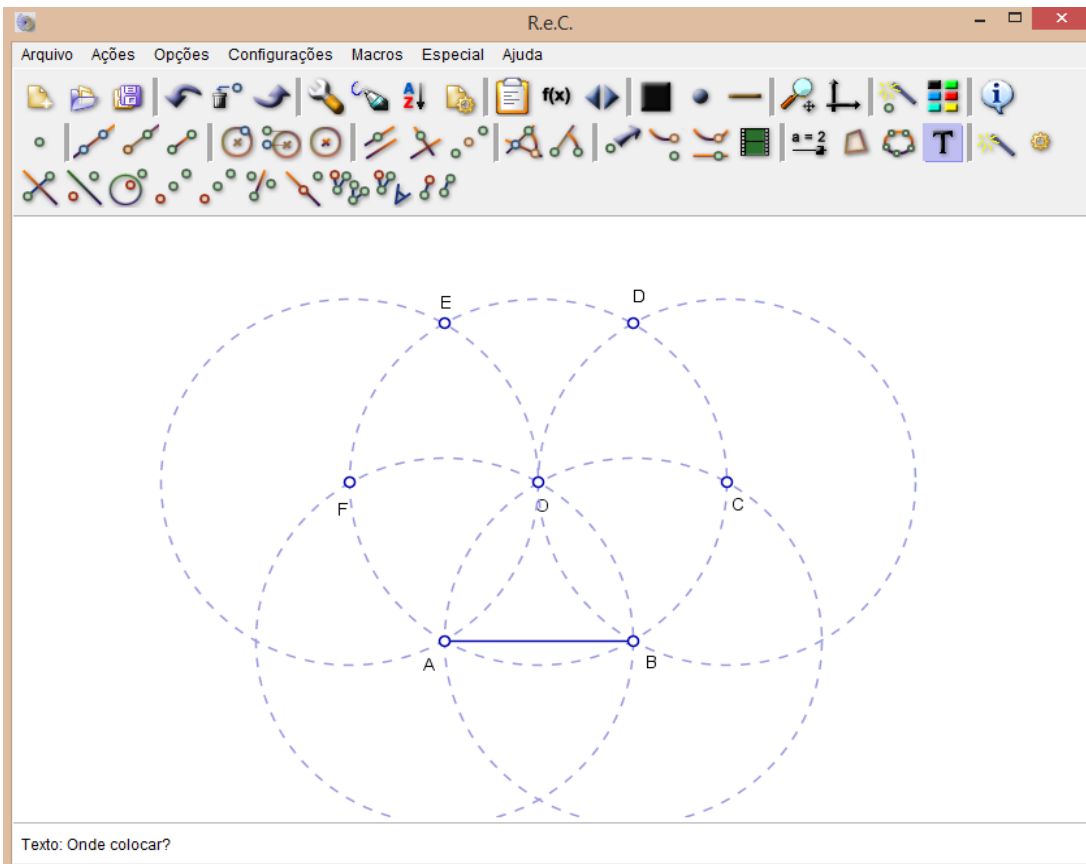 R.e.C.
Arquivo Ações Opções Configurações Macros Especial Ajuda
A Z f(x)
a = 2 T
E D
F O C
A B
Texto: Onde colocar?